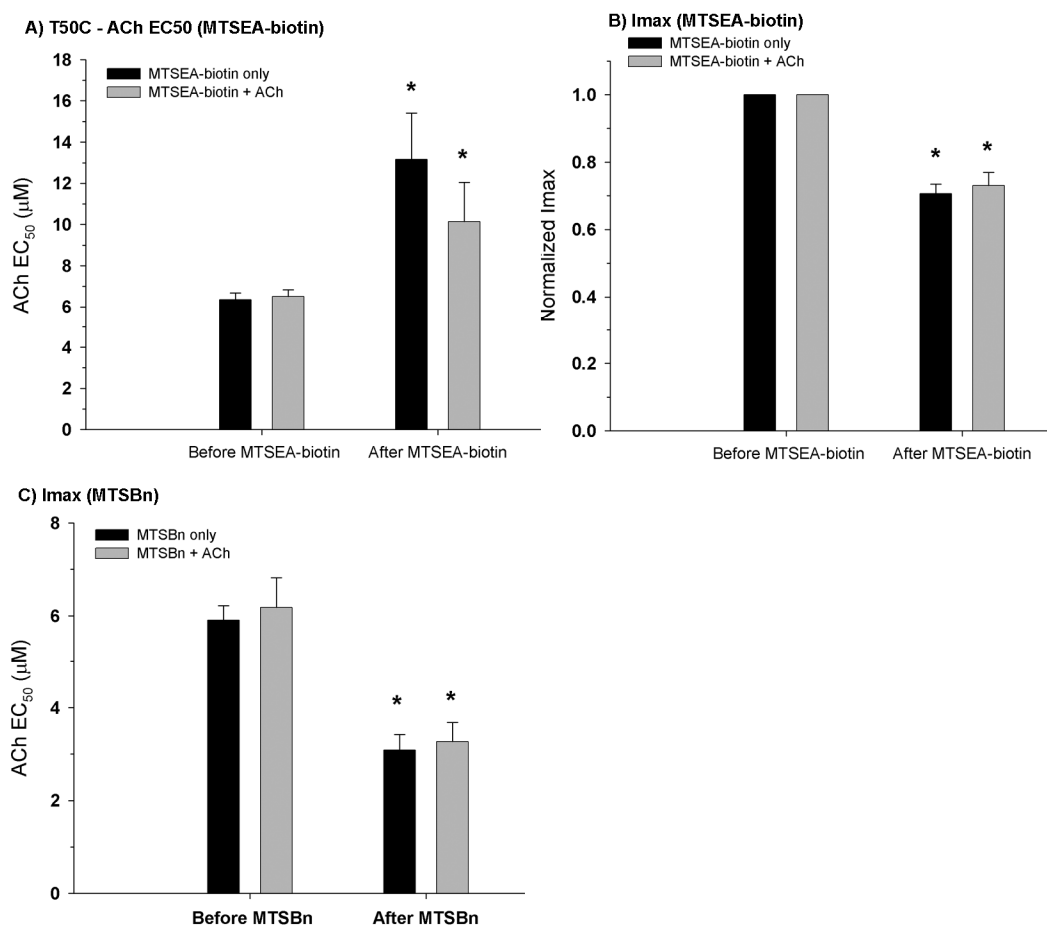 A) T50C - ACh EC50 (MTSEA-biotin)
MTSEA-biotin only
MTSEA-biotin + ACh
ACh EC50 (μM)
18
16
14
12
10
8
6
4
2
0
*
*
Before MTSEA-biotin After MTSEA-biotin
B) Imax (MTSEA-biotin)
MTSEA-biotin only
MTSEA-biotin + ACh
Normalized Imax
1.0
0.8
0.6
0.4
0.2
0.0
* *
Before MTSEA-biotin After MTSEA-biotin
C) Imax (MTSBn)
MTSBn only
MTSBn + ACh
ACh EC50 (μM)
8
6
4
2
0
* *
Before MTSBn After MTSBn